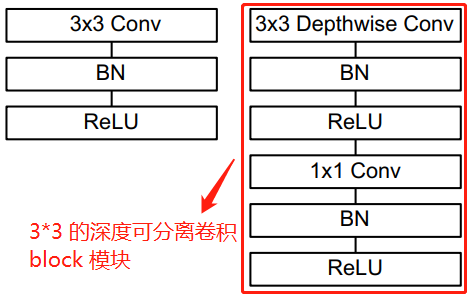 3x3 Conv
BN
ReLU
3x3 Depthwise Conv
BN
ReLU
1x1 Conv
BN
ReLU
3*3 的深度可分离卷积
block 模块